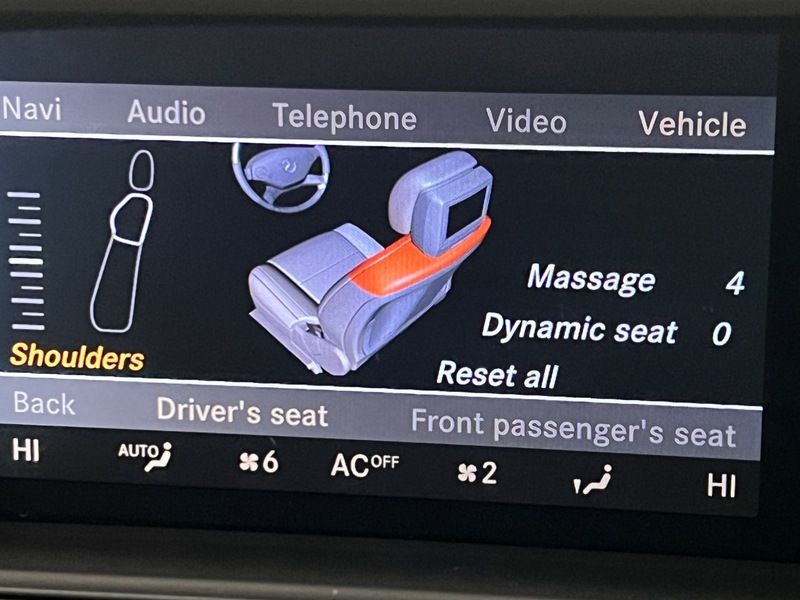 Navi Audio Telephone Video Vehicle
Massage 4
Dynamic seat 0
Shoulders
Reset all
Back Driver's seat Front passenger's seat
HI AUTO 6 AC OFF 2 HI